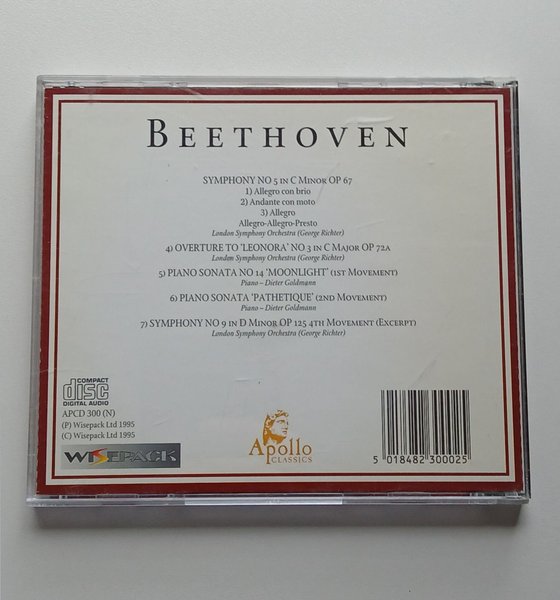 BEETHOVEN
SYMPHONY NO 5 IN C MINOR OP 67
1) Allegro con brio
2) Andante con moto
3) Allegro
Allegro-Allegro-Presto
London Symphony Orchestra (George Richter)
4) OVERTURE TO 'LEONORA' NO 3 IN C MAJOR OP 72A
London Symphony Orchestra (George Richter)
5) PIANO SONATA NO 14 'MOONLIGHT' (1ST MOVEMENT)
Piano – Dieter Goldmann
6) PIANO SONATA 'PATHETIQUE' (2ND MOVEMENT)
Piano – Dieter Goldmann
7) SYMPHONY NO 9 IN D MINOR OP 125 4TH MOVEMENT (EXCERPT)
London Symphony Orchestra (George Richter)
COMPACT
disc
DIGITAL AUDIO
APCD 300 (N)
(P) Wisepack Ltd 1995
(C) Wisepack Ltd 1995
WISEPACK
Apollo
CLASSICS
5 018482 300025